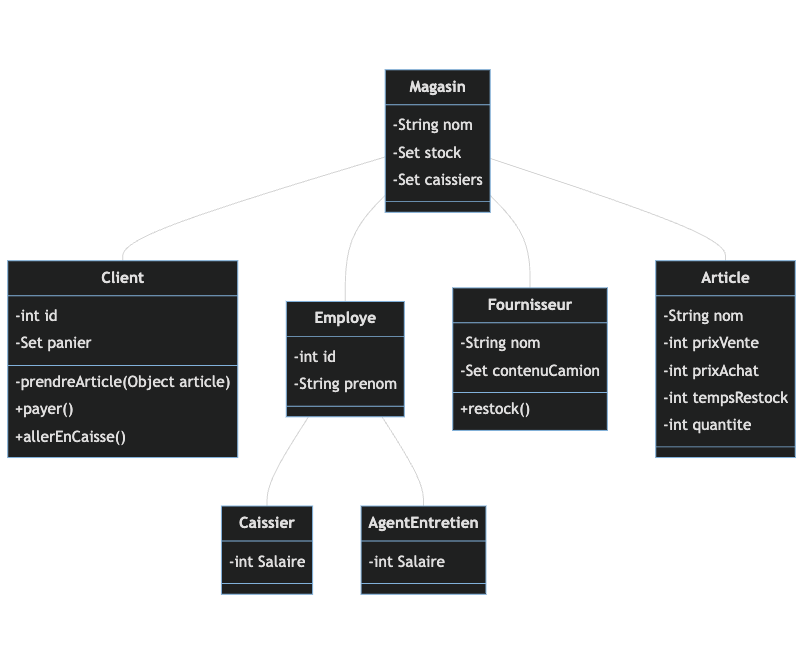 Magasin
-String nom
-Set stock
-Set caissiers
Client
-int id
-Set panier
-prendreArticle(Object article)
+payer()
+allerEnCaisse()
Employe
-int id
-String prenom
Fournisseur
-String nom
-Set contenuCamion
+restock()
Article
-String nom
-int prixVente
-int prixAchat
-int tempsRestock
-int quantite
Caissier
-int Salaire
AgentEntretien
-int Salaire